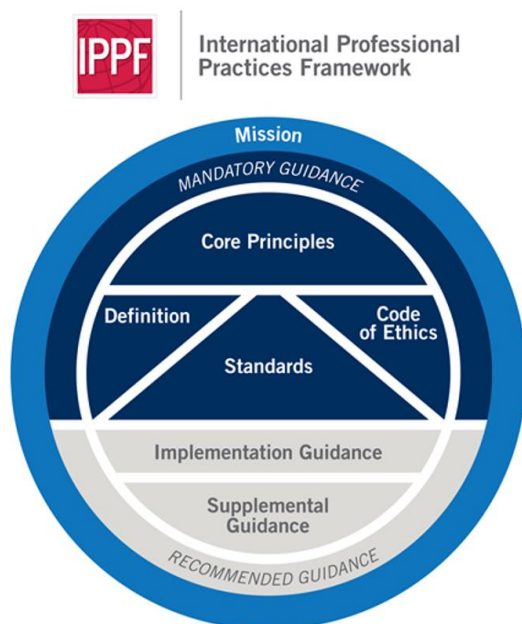 IPPF
International Professional
Practices Framework
Mission
MANDATORY GUIDANCE
Core Principles
Definition
Code
of Ethics
Standards
Implementation Guidance
Supplemental
Guidance
RECOMMENDED GUIDANCE